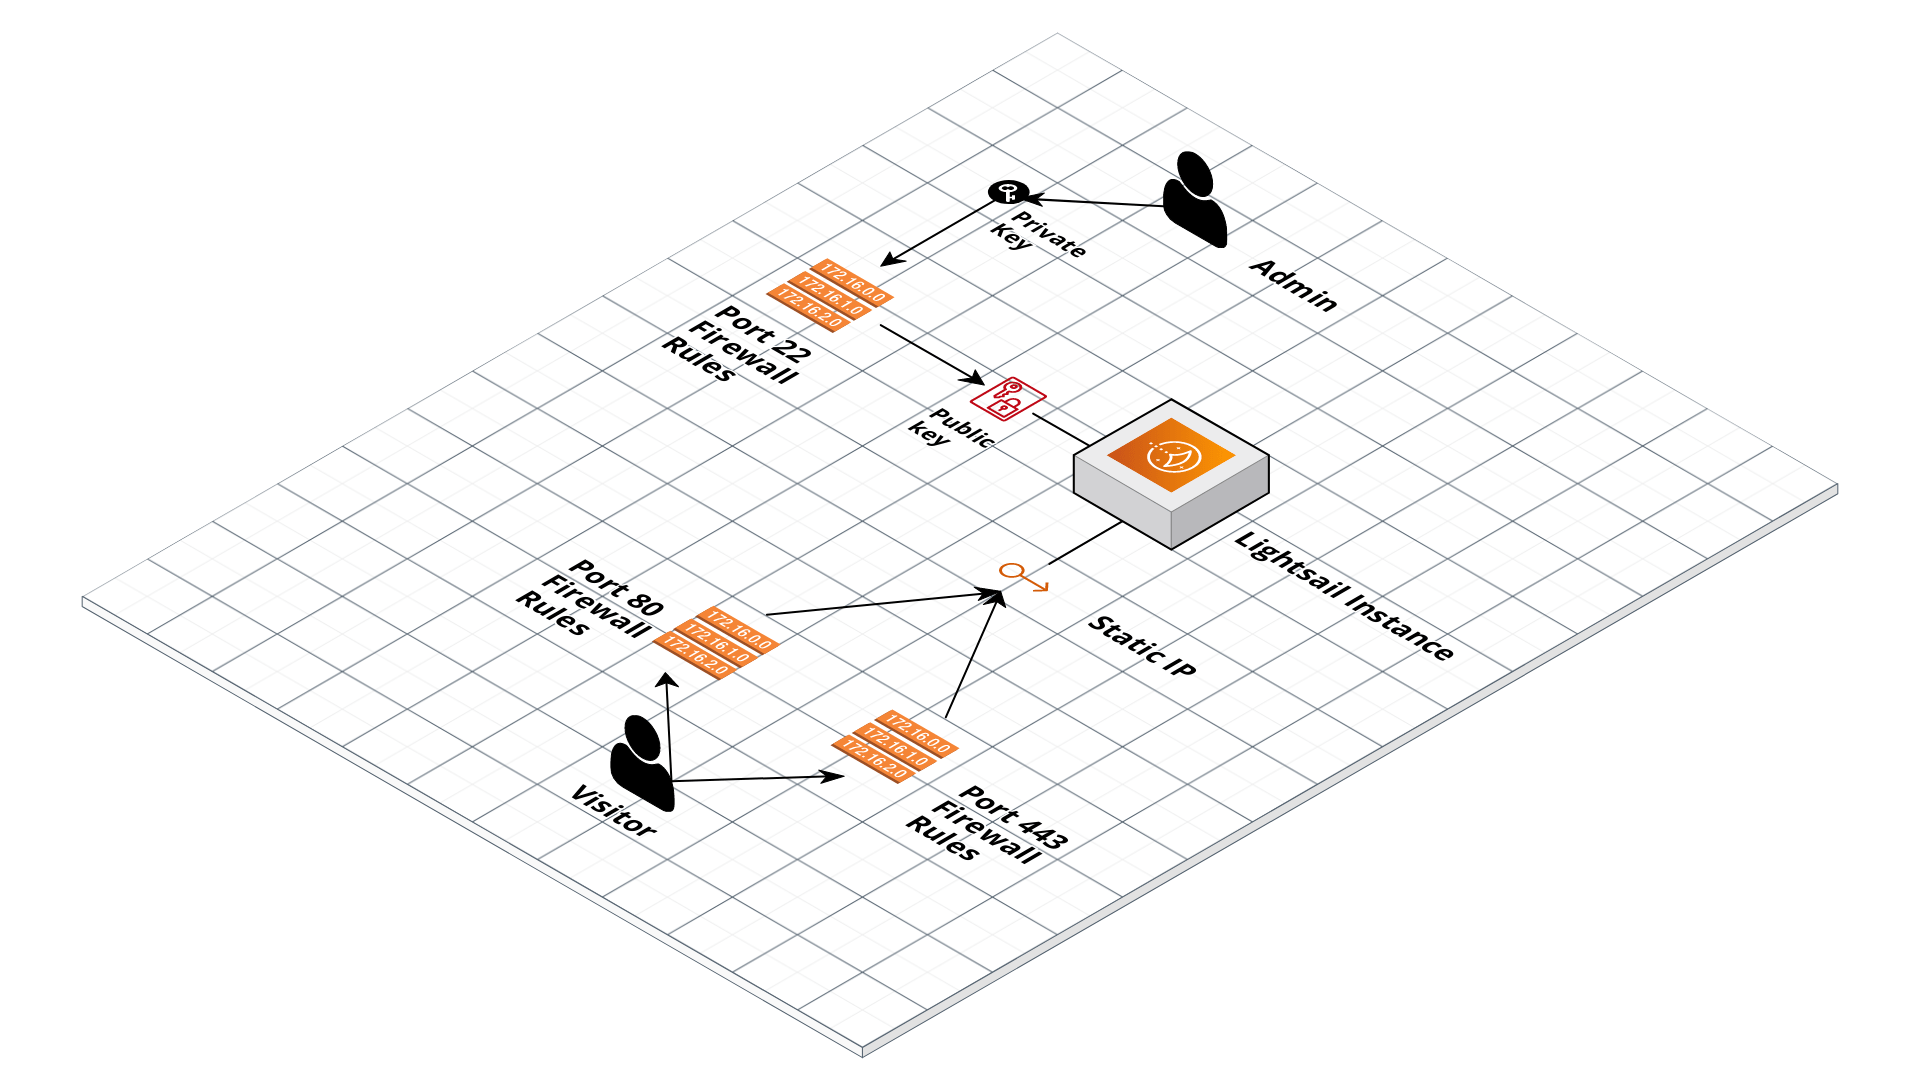 Private
Key
Admin
172.16.0.0
172.16.1.0
172.16.2.0
Port 22
Firewall
Rules
Public
key
Lightsail Instance
Static IP
Port 80
Firewall
Rules
172.16.0.0
172.16.1.0
172.16.2.0
Visitor
172.16.0.0
172.16.1.0
172.16.2.0
Port 443
Firewall
Rules